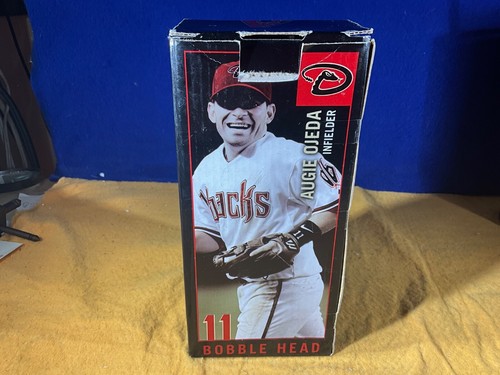 AUGIE OJEDA
INFIELDER
backs
11
BOBBLE HEAD